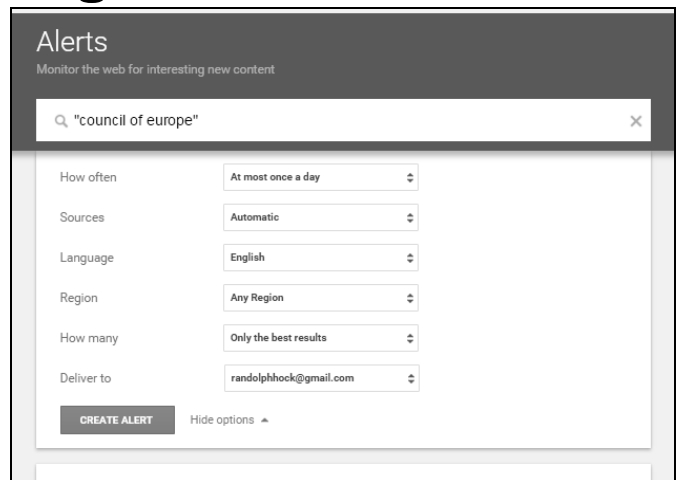 Alerts
Monitor the web for interesting new content
"council of europe"
How often At most once a day
Sources Automatic
Language English
Region Any Region
How many Only the best results
Deliver to randolphhock@gmail.com
CREATE ALERT Hide options